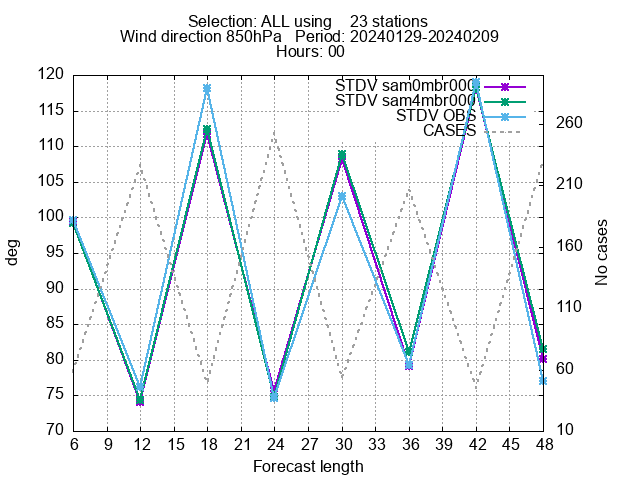 Selection: ALL using    23 stations
Wind direction 850hPa   Period: 20240129-20240209
Hours: 00
STDV sam0mbr000
STDV sam4mbr000
STDV OBS
CASES
120
115
110
105
100
95
90
85
80
75
70
deg
260
210
160
110
60
10
No cases
6 9 12 15 18 21 24 27 30 33 36 39 42 45 48
Forecast length